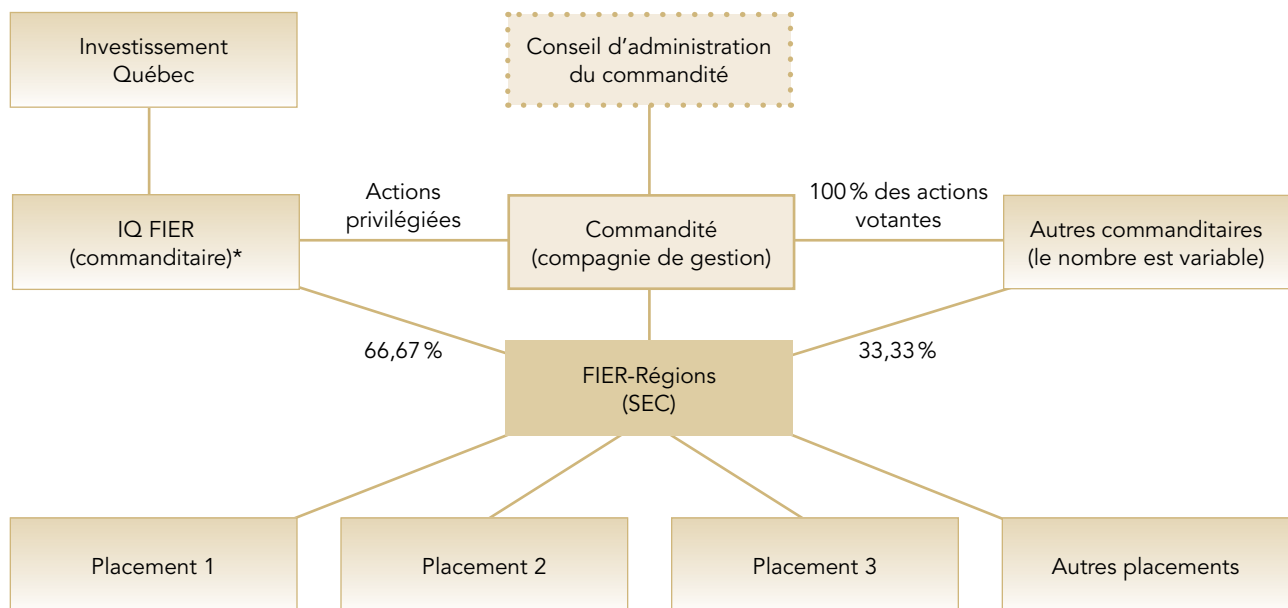 Investissement
Québec
Conseil d'administration
du commandité
IQ FIER
(commanditaire)*
Actions
privilégiées
Commandité
(compagnie de gestion)
100 % des actions
votantes
Autres commanditaires
(le nombre est variable)
66,67 %
33,33 %
FIER-Régions
(SEC)
Placement 1
Placement 2
Placement 3
Autres placements